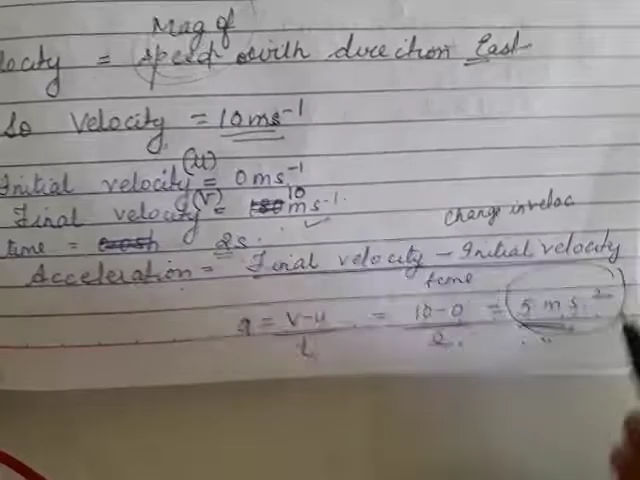 Mag of
locity = speed with direction East
So Velocity = 10 ms⁻¹
Initial velocity (u) = 0 ms⁻¹
Final velocity (v) = 10 ms⁻¹.
change in veloc
time = 2s.
Acceleration = Final velocity - Initial velocity
time
a = v-u / t = 10-0 / 2. = 5 m s⁻²